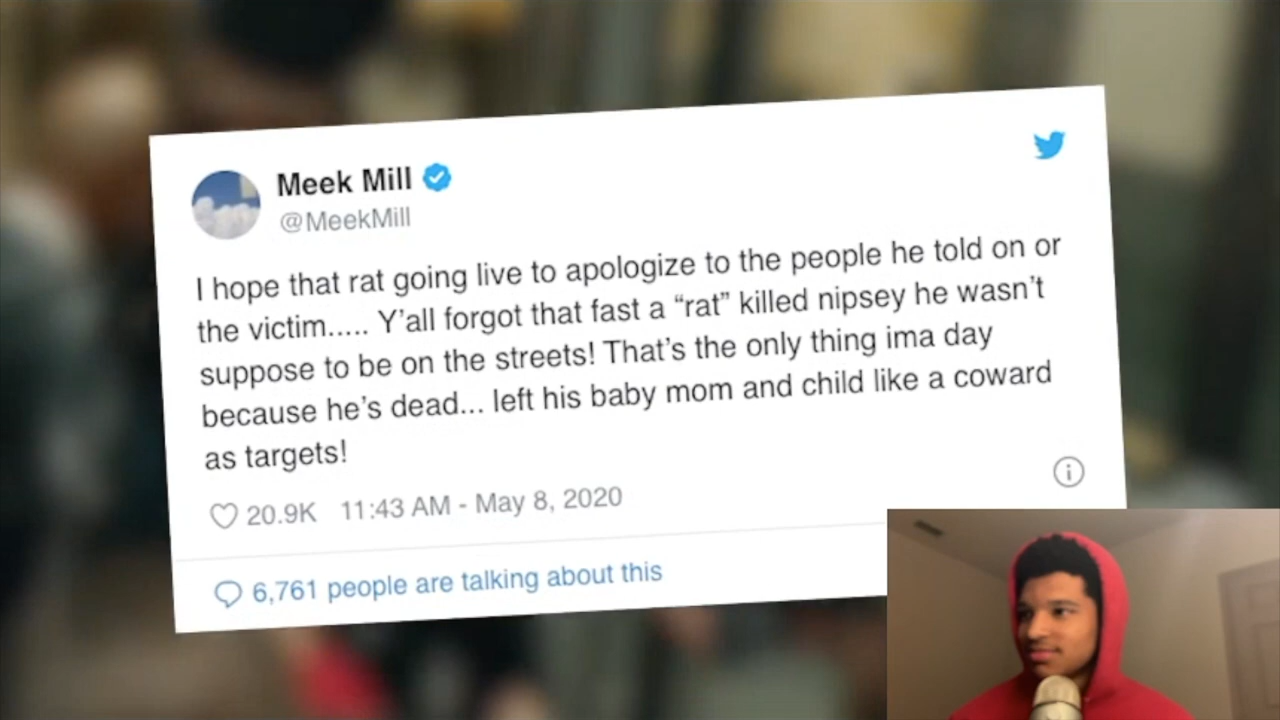 Meek Mill
@MeekMill
I hope that rat going live to apologize to the people he told on or
the victim..... Y'all forgot that fast a “rat” killed nipsey he wasn't
suppose to be on the streets! That's the only thing ima day
because he's dead... left his baby mom and child like a coward
as targets!
20.9K 11:43 AM - May 8, 2020
6,761 people are talking about this